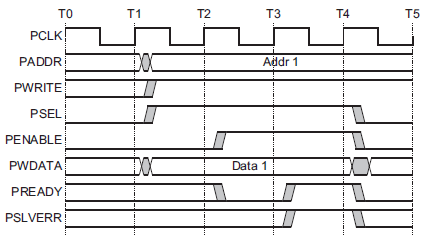 T0 T1 T2 T3 T4 T5
PCLK
PADDR Addr 1
PWRITE
PSEL
PENABLE
PWDATA Data 1
PREADY
PSLVERR